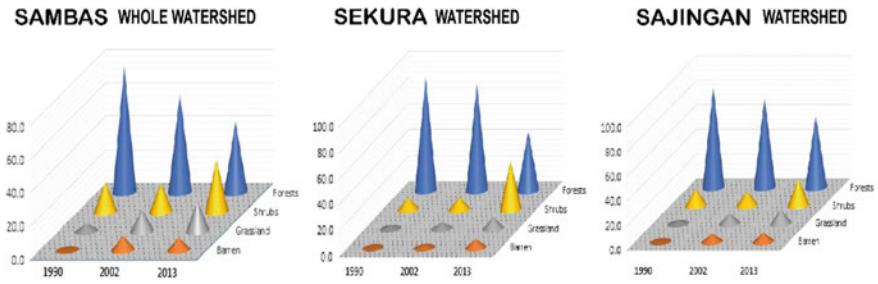 SAMBAS WHOLE WATERSHED
80.0
60.0
40.0
20.0
0.0
Forests
Shrubs
Grassland
Barren
1990 2002 2013
SEKURA WATERSHED
100.0
80.0
60.0
40.0
20.0
0.0
Forests
Shrubs
Grassland
Barren
1990 2002 2013
SAJINGAN WATERSHED
100.0
80.0
60.0
40.0
20.0
0.0
Forests
Shrubs
Grassland
Barren
1990 2002 2013